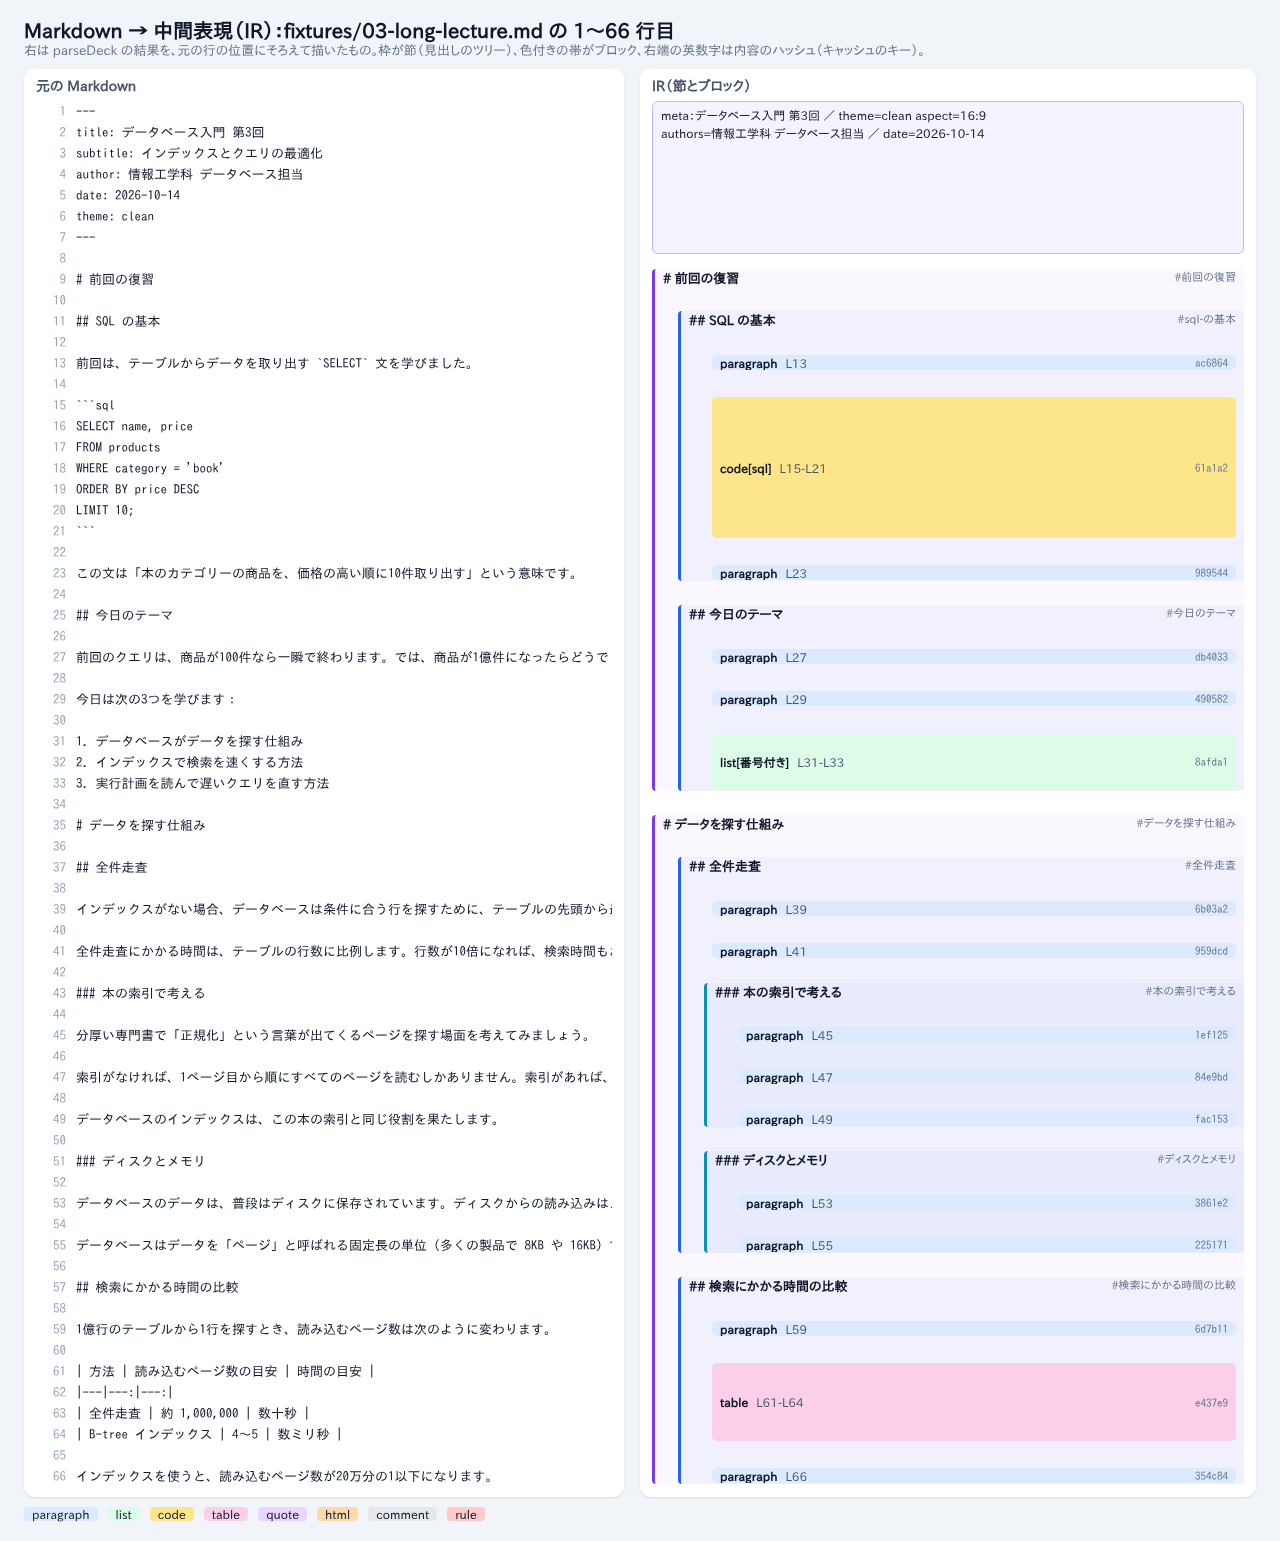 Markdown → 中間表現（IR）：fixtures/03-long-lecture.md の 1〜66 行目
右は parseDeck の結果を、元の行の位置にそろえて描いたもの。枠が節（見出しのツリー）、色付きの帯がブロック、右端の英数字は内容のハッシュ（キャッシュのキー）。
元の Markdown
1 ---
2 title: データベース入門 第3回
3 subtitle: インデックスとクエリの最適化
4 author: 情報工学科 データベース担当
5 date: 2026-10-14
6 theme: clean
7 ---
8
9 # 前回の復習
10
11 ## SQL の基本
12
13 前回は、テーブルからデータを取り出す `SELECT` 文を学びました。
14
15 ```sql
16 SELECT name, price
17 FROM products
18 WHERE category = 'book'
19 ORDER BY price DESC
20 LIMIT 10;
21 ```
22
23 この文は「本のカテゴリーの商品を、価格の高い順に10件取り出す」という意味です。
24
25 ## 今日のテーマ
26
27 前回のクエリは、商品が100件なら一瞬で終わります。では、商品が1億件になったらどうで
28
29 今日は次の3つを学びます：
30
31 1. データベースがデータを探す仕組み
32 2. インデックスで検索を速くする方法
33 3. 実行計画を読んで遅いクエリを直す方法
34
35 # データを探す仕組み
36
37 ## 全件走査
38
39 インデックスがない場合、データベースは条件に合う行を探すために、テーブルの先頭から
40
41 全件走査にかかる時間は、テーブルの行数に比例します。行数が10倍になれば、検索時間も
42
43 ### 本の索引で考える
44
45 分厚い専門書で「正規化」という言葉が出てくるページを探す場面を考えてみましょう。
46
47 索引がなければ、1ページ目から順にすべてのページを読むしかありません。索引があれば、
48
49 データベースのインデックスは、この本の索引と同じ役割を果たします。
50
51 ### ディスクとメモリ
52
53 データベースのデータは、普段はディスクに保存されています。ディスクからの読み込みは
54
55 データベースはデータを「ページ」と呼ばれる固定長の単位（多くの製品で 8KB や 16KB）
56
57 ## 検索にかかる時間の比較
58
59 1億行のテーブルから1行を探すとき、読み込むページ数は次のように変わります。
60
61 | 方法 | 読み込むページ数の目安 | 時間の目安 |
62 |---|---:|---:|
63 | 全件走査 | 約 1,000,000 | 数十秒 |
64 | B-tree インデックス | 4〜5 | 数ミリ秒 |
65
66 インデックスを使うと、読み込むページ数が20万分の1以下になります。
IR（節とブロック）
meta：データベース入門 第3回 ／ theme=clean aspect=16:9
authors=情報工学科 データベース担当 ／ date=2026-10-14
# 前回の復習 #前回の復習
## SQL の基本 #sql-の基本
paragraph L13 ac6864
code[sql] L15-L21 61a1a2
paragraph L23 989544
## 今日のテーマ #今日のテーマ
paragraph L27 db4033
paragraph L29 490582
list[番号付き] L31-L33 8afda1
# データを探す仕組み #データを探す仕組み
## 全件走査 #全件走査
paragraph L39 6b03a2
paragraph L41 959dcd
### 本の索引で考える #本の索引で考える
paragraph L45 1ef125
paragraph L47 84e9bd
paragraph L49 fac153
### ディスクとメモリ #ディスクとメモリ
paragraph L53 3861e2
paragraph L55 225171
## 検索にかかる時間の比較 #検索にかかる時間の比較
paragraph L59 6d7b11
table L61-L64 e437e9
paragraph L66 354c84
paragraph list code table quote html comment rule